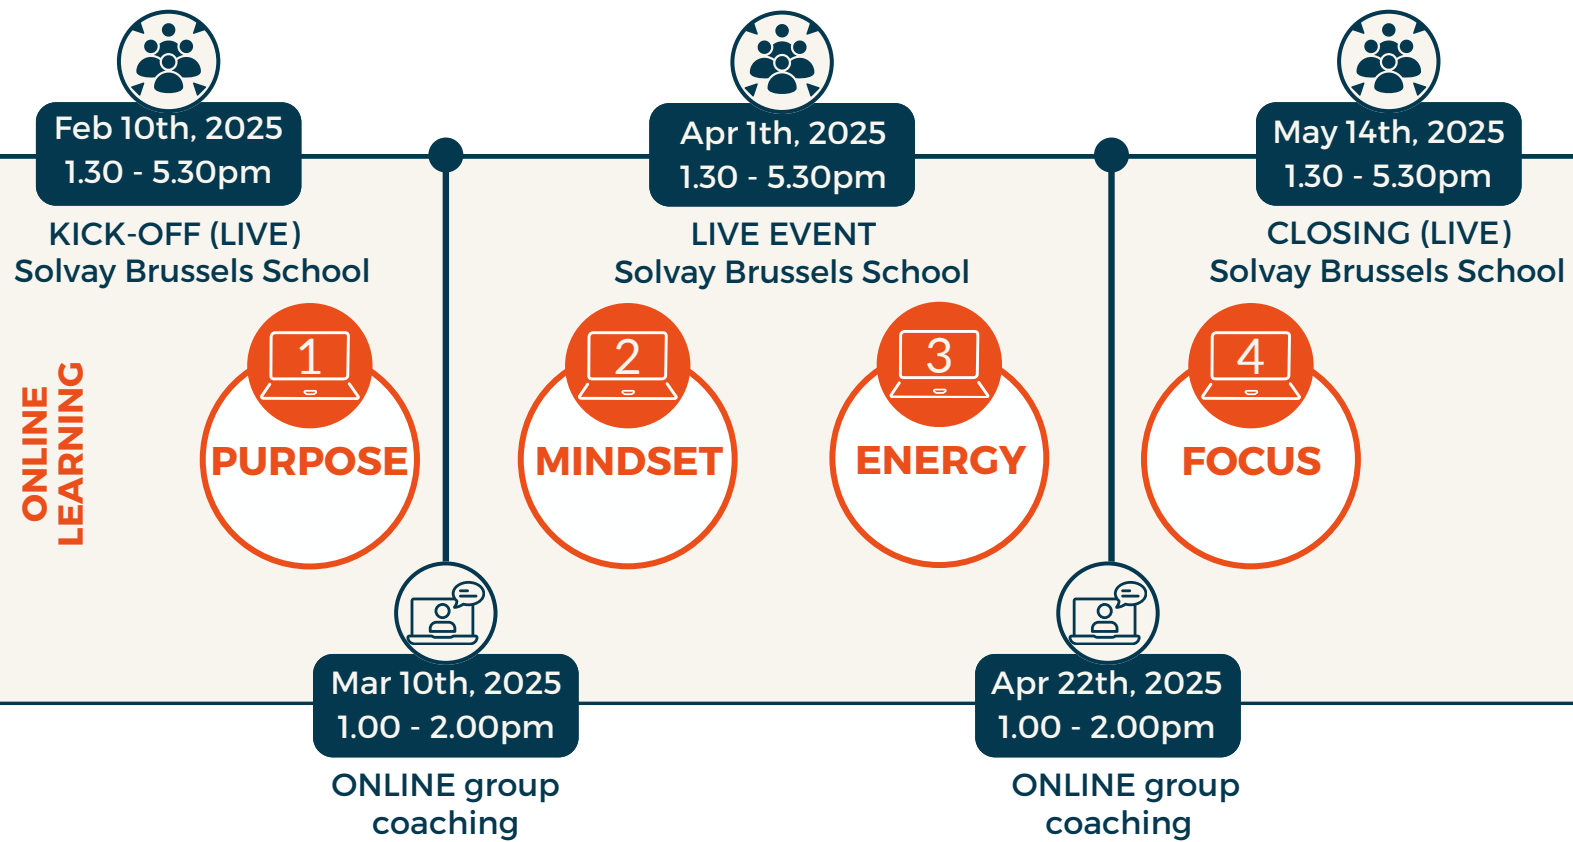 Feb 10th, 2025
1.30 - 5.30pm
KICK-OFF (LIVE)
Solvay Brussels School
Apr 1th, 2025
1.30 - 5.30pm
LIVE EVENT
Solvay Brussels School
May 14th, 2025
1.30 - 5.30pm
CLOSING (LIVE)
Solvay Brussels School
ONLINE
LEARNING
1
PURPOSE
2
MINDSET
3
ENERGY
4
FOCUS
Mar 10th, 2025
1.00 - 2.00pm
ONLINE group
coaching
Apr 22th, 2025
1.00 - 2.00pm
ONLINE group
coaching